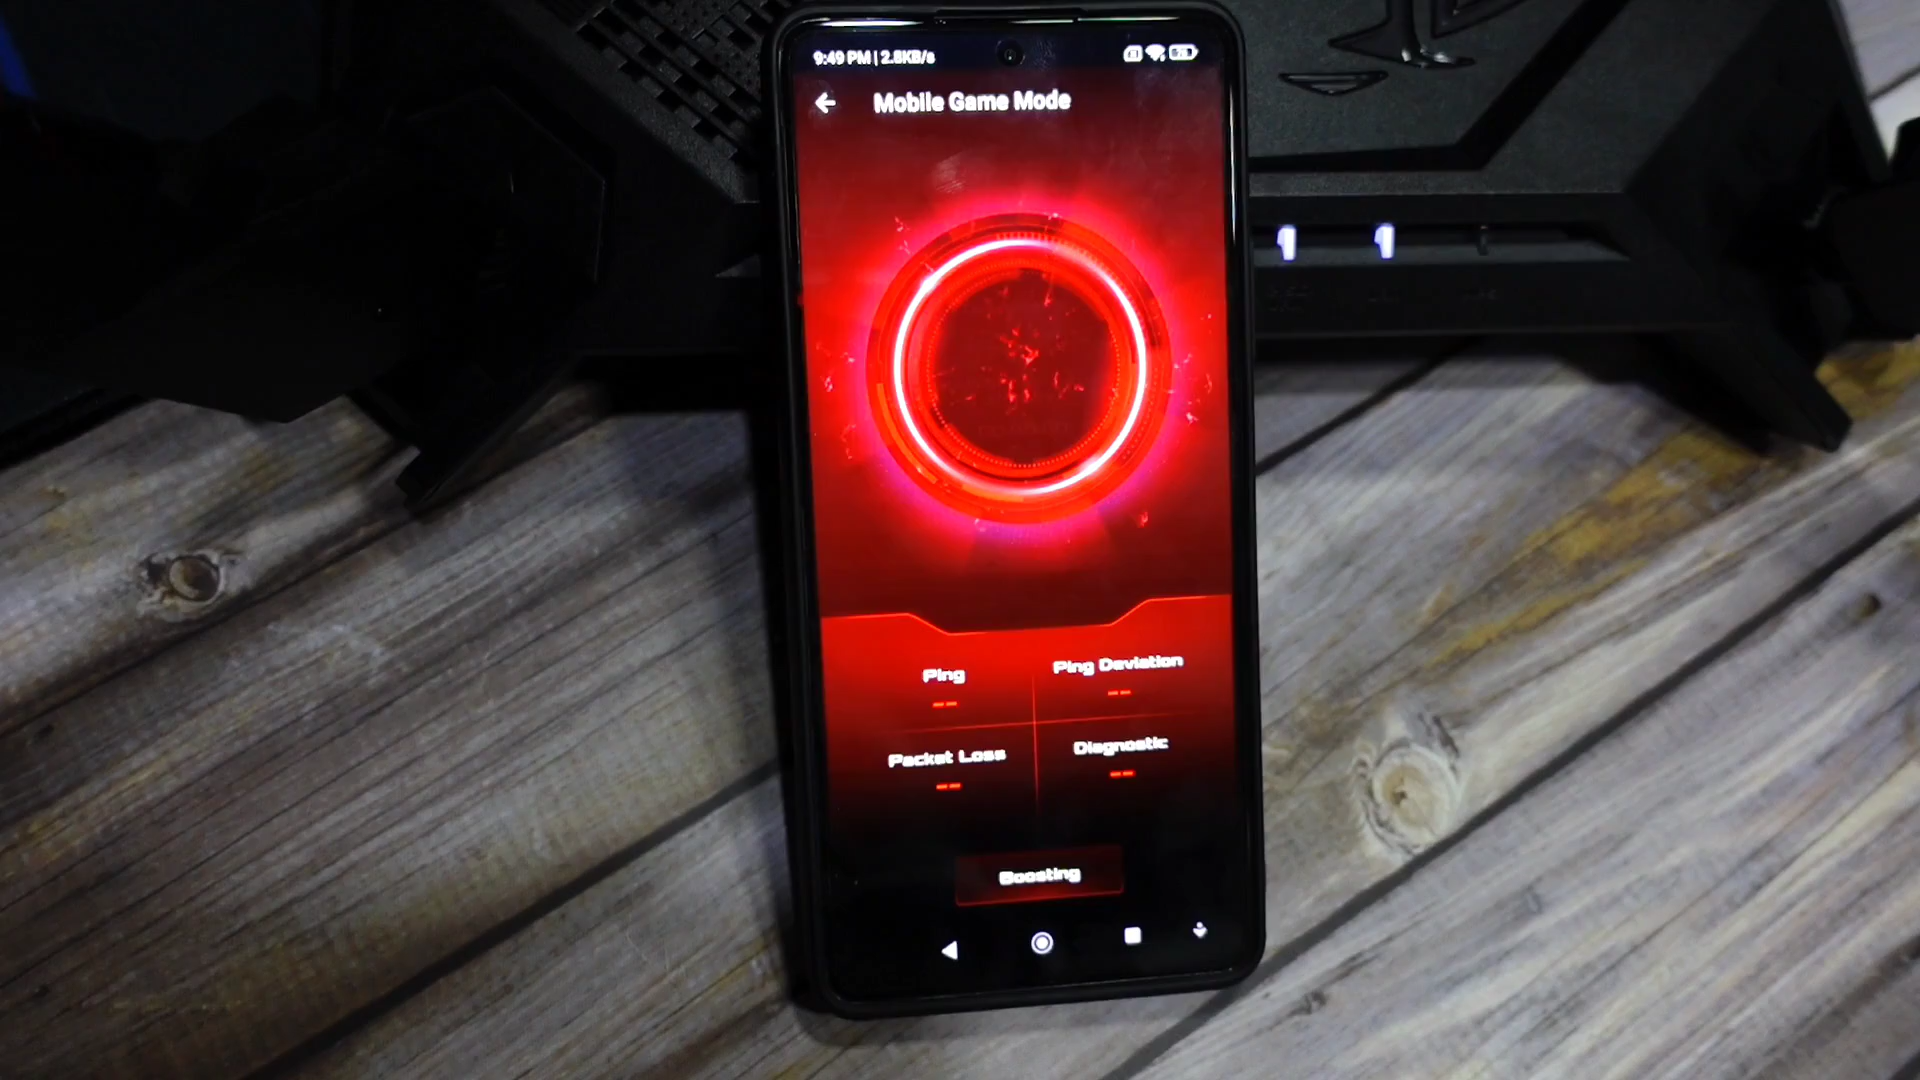 9:49 PM | 2.8KB/s
Mobile Game Mode
Ping
--
Ping Deviation
--
Packet Loss
--
Diagnostic
--
Boosting